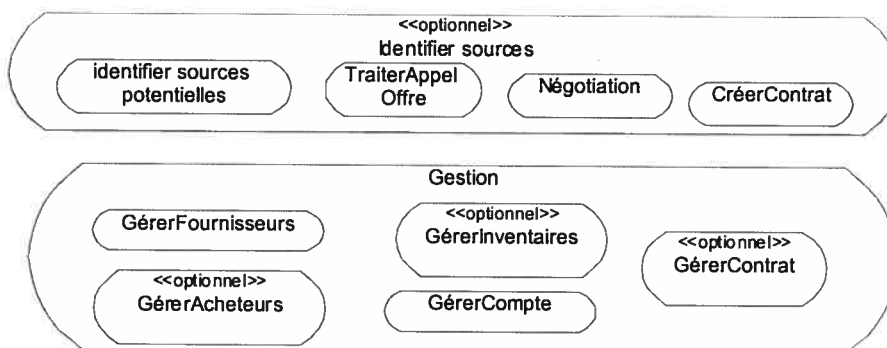 <<optionnel>>
Identifier sources
identifier sources
potentielles
TraiterAppel
Offre
Négotiation
CréerContrat
Gestion
GérerFournisseurs
<<optionnel>>
GérerInventaires
<<optionnel>>
GérerContrat
<<optionnel>>
GérerAcheteurs
GérerCompte